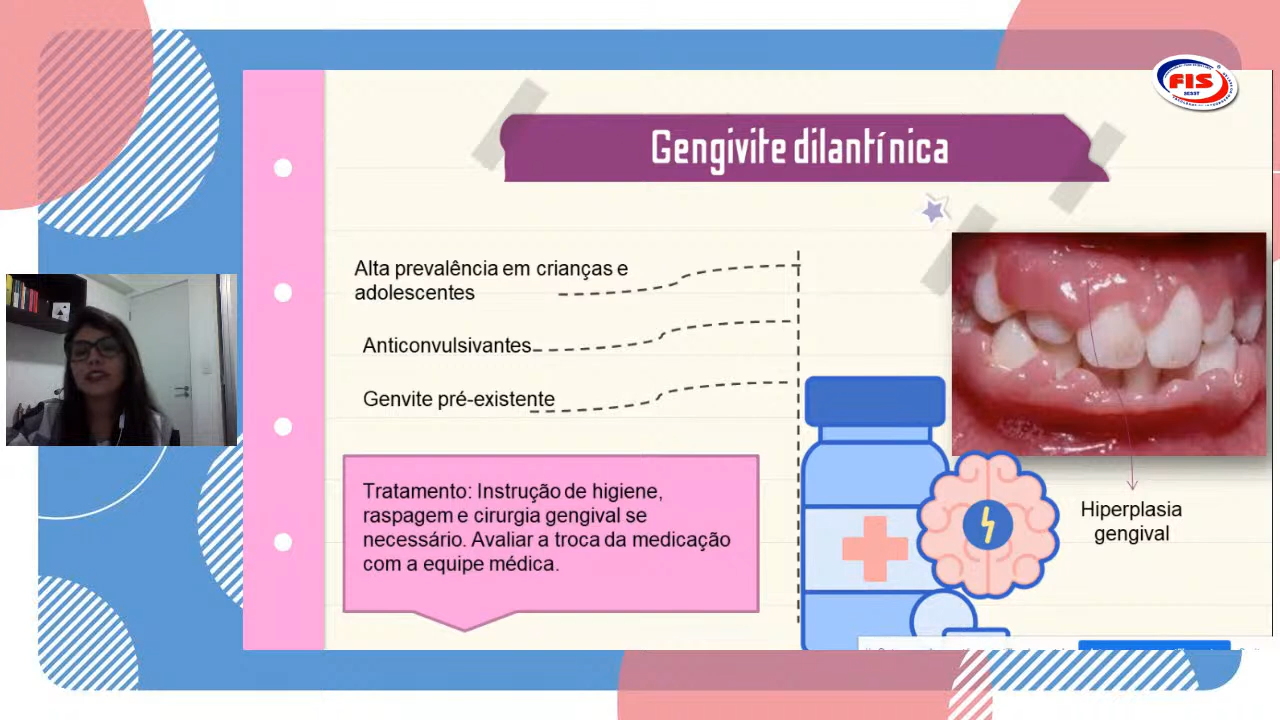 FIS
SESST
Gengivite dilantínica
Alta prevalência em crianças e
adolescentes
Anticonvulsivantes
Genvite pré-existente
Tratamento: Instrução de higiene,
raspagem e cirurgia gengival se
necessário. Avaliar a troca da medicação
com a equipe médica.
Hiperplasia
gengival